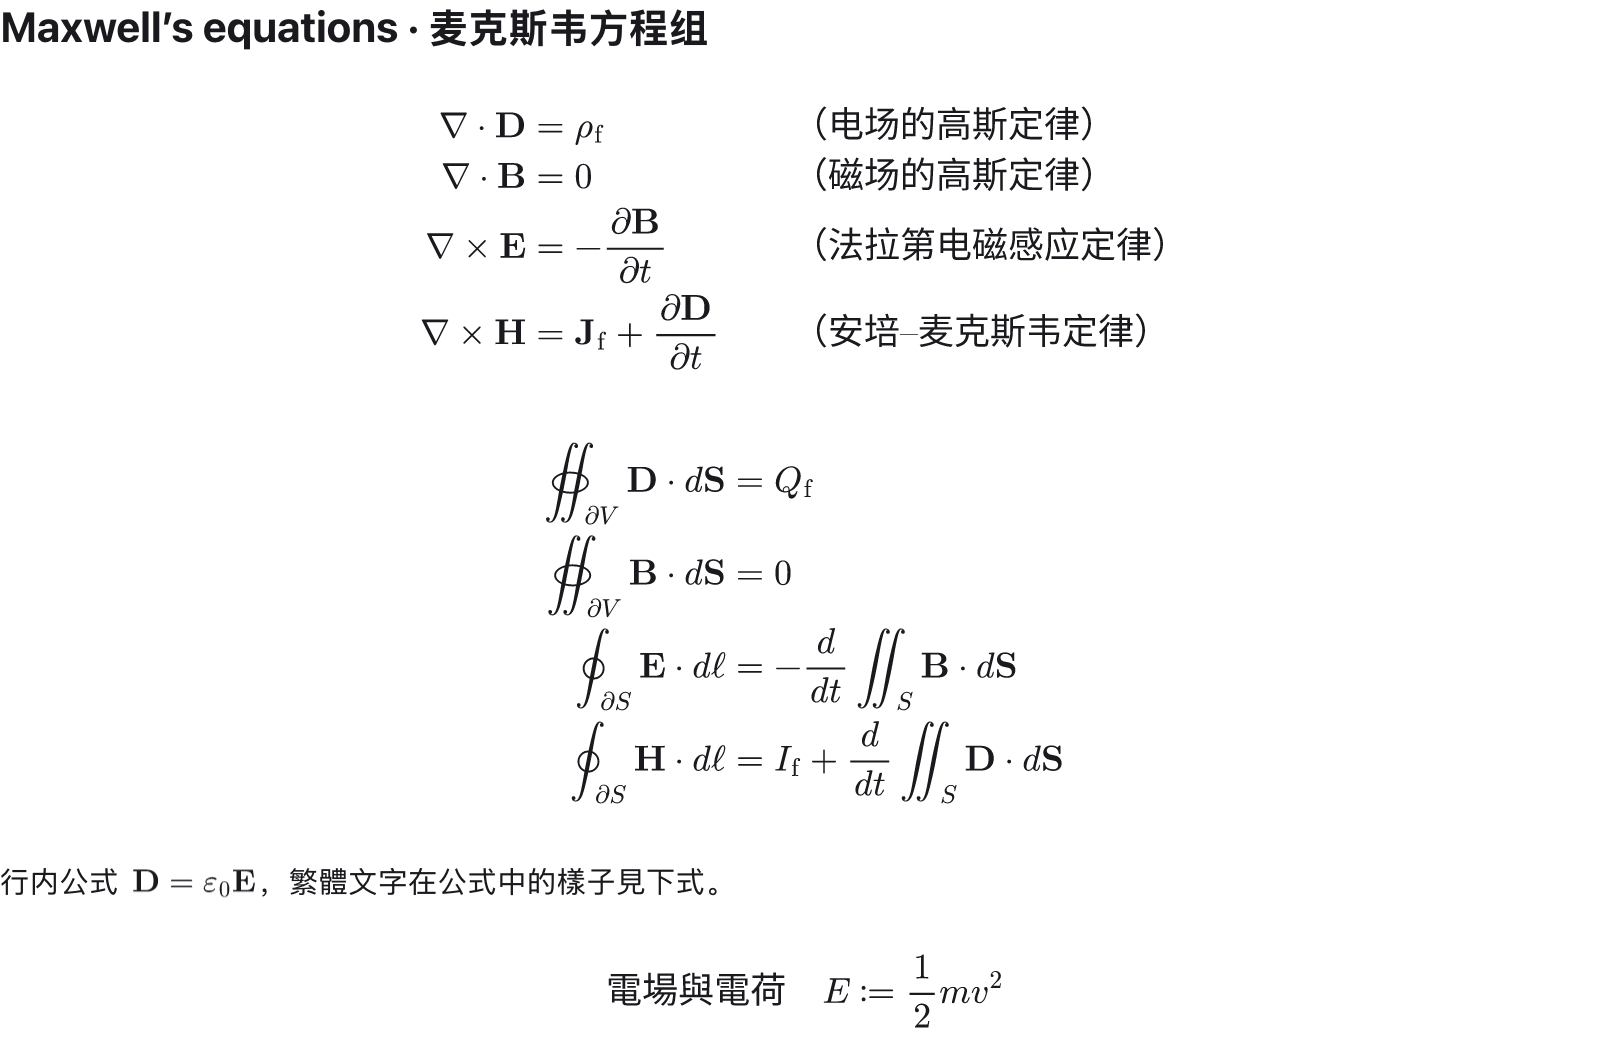 Maxwell’s equations · 麦克斯韦方程组
∇ · D = ρ_f （电场的高斯定律）
∇ · B = 0 （磁场的高斯定律）
∇ × E = −∂B/∂t （法拉第电磁感应定律）
∇ × H = J_f + ∂D/∂t （安培–麦克斯韦定律）
∯_∂V D · dS = Q_f
∯_∂V B · dS = 0
∮_∂S E · dℓ = −d/dt ∬_S B · dS
∮_∂S H · dℓ = I_f + d/dt ∬_S D · dS
行内公式 D = ε₀E，繁體文字在公式中的樣子見下式。
電場與電荷 E := 1/2 mv²